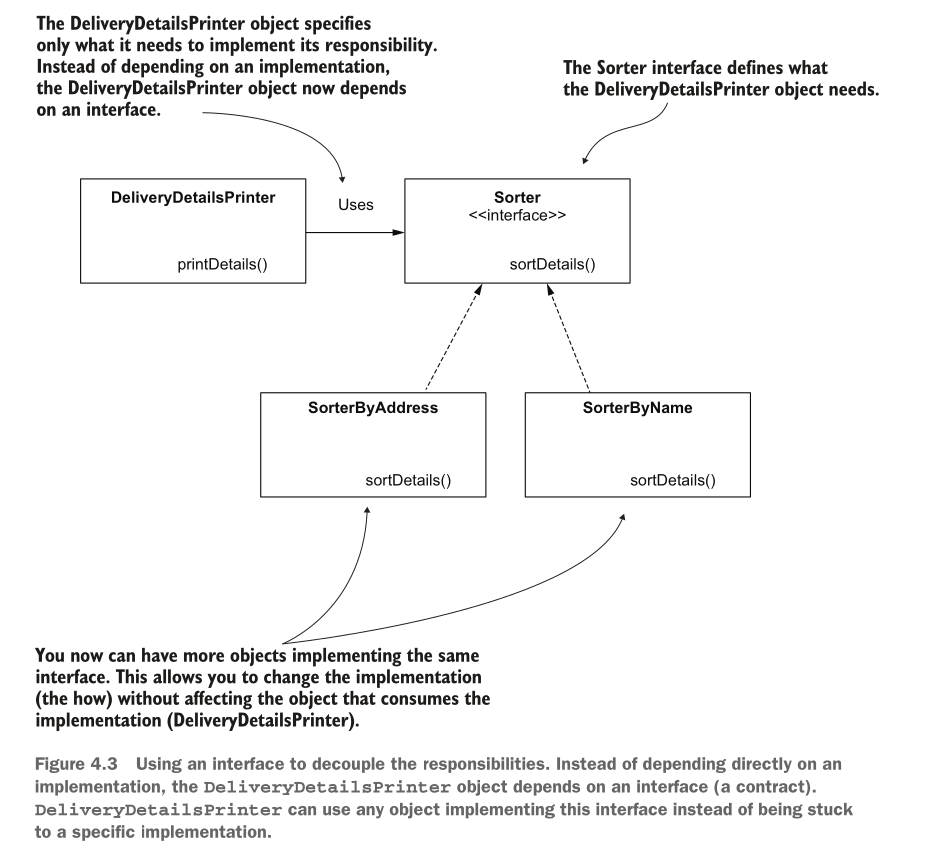 The DeliveryDetailsPrinter object specifies
only what it needs to implement its responsibility.
Instead of depending on an implementation,
the DeliveryDetailsPrinter object now depends
on an interface.
The Sorter interface defines what
the DeliveryDetailsPrinter object needs.
DeliveryDetailsPrinter
printDetails()
Uses
Sorter
<<interface>>
sortDetails()
SorterByAddress
sortDetails()
SorterByName
sortDetails()
You now can have more objects implementing the same
interface. This allows you to change the implementation
(the how) without affecting the object that consumes the
implementation (DeliveryDetailsPrinter).
Figure 4.3 Using an interface to decouple the responsibilities. Instead of depending directly on an
implementation, the DeliveryDetailsPrinter object depends on an interface (a contract).
DeliveryDetailsPrinter can use any object implementing this interface instead of being stuck
to a specific implementation.